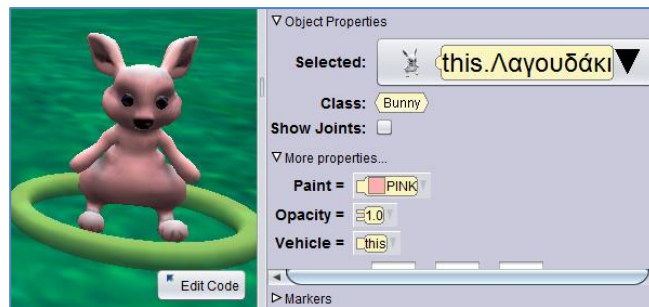 Object Properties
Selected: this.Λαγουδάκι
Class: Bunny
Show Joints:
More properties...
Paint = PINK
Opacity = 1.0
Vehicle = this
Edit Code
Markers